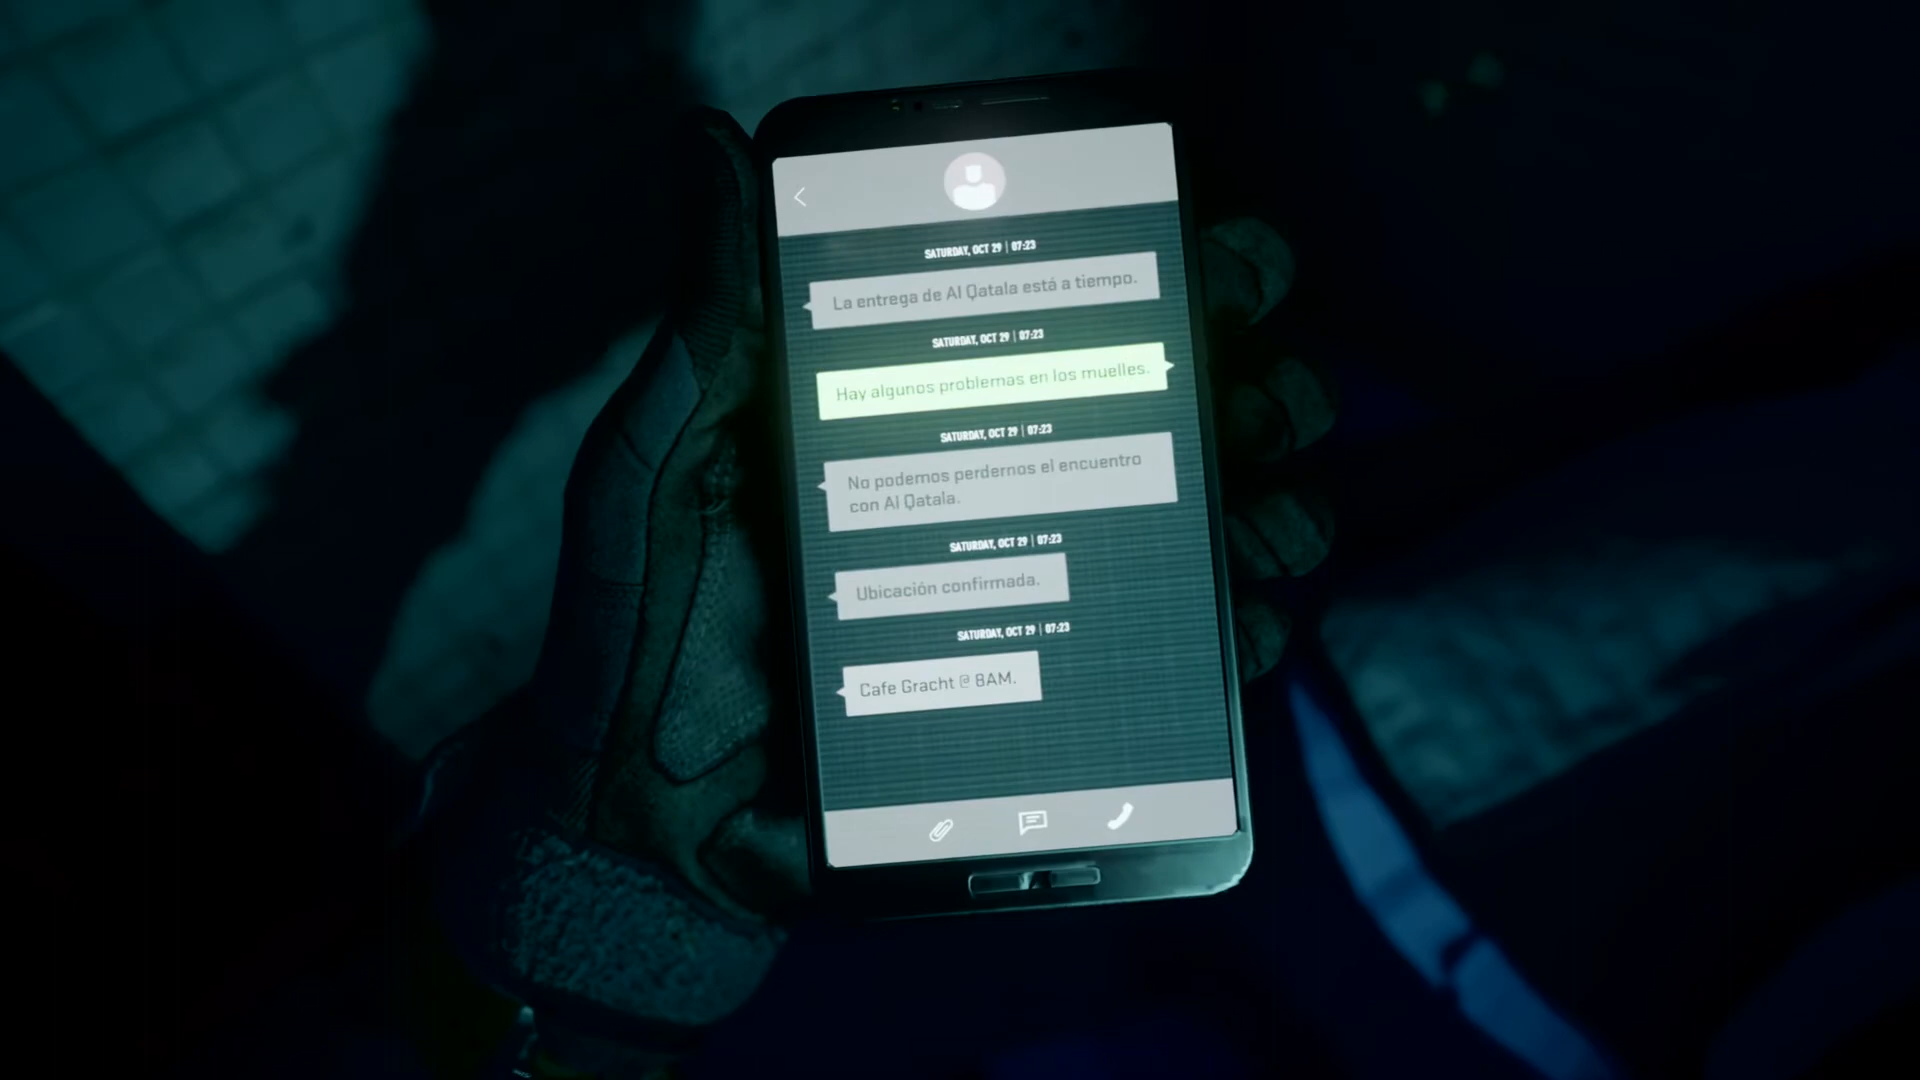 SATURDAY, OCT 29 | 07:23
La entrega de Al Qatala está a tiempo.
SATURDAY, OCT 29 | 07:23
Hay algunos problemas en los muelles.
SATURDAY, OCT 29 | 07:23
No podemos perdernos el encuentro
con Al Qatala.
SATURDAY, OCT 29 | 07:23
Ubicación confirmada.
SATURDAY, OCT 29 | 07:23
Cafe Gracht @ 8AM.